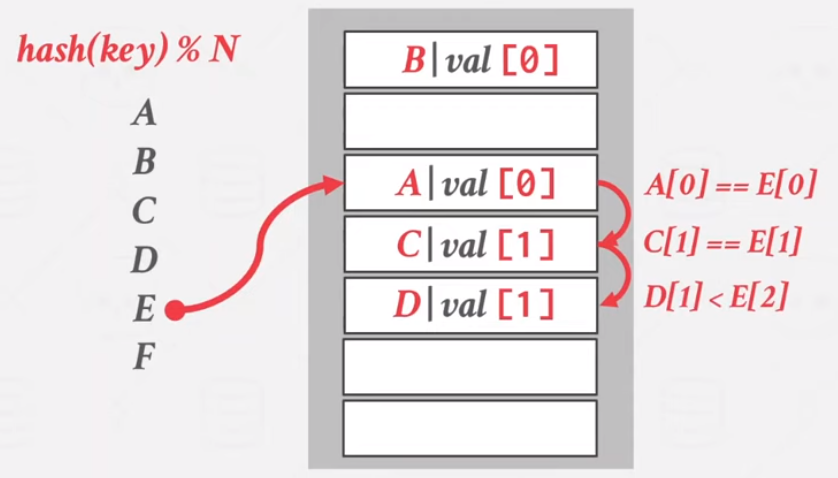 hash(key) % N
A
B
C
D
E
F
B|val [0]
A|val [0]
C|val [1]
D|val [1]
A[0] == E[0]
C[1] == E[1]
D[1] < E[2]